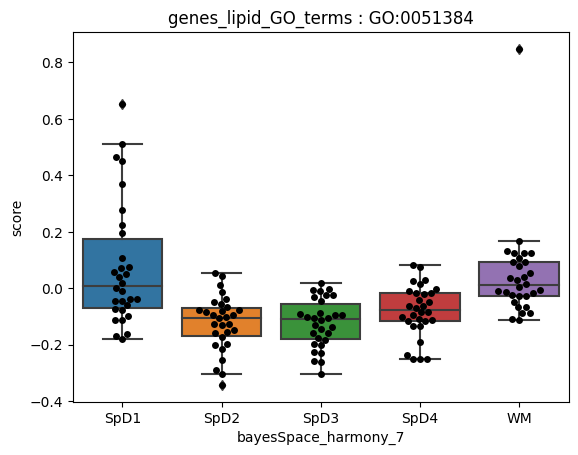 genes_lipid_GO_terms : GO:0051384
0.8
0.6
0.4
0.2
0.0
−0.2
−0.4
score
SpD1 SpD2 SpD3 SpD4 WM
bayesSpace_harmony_7